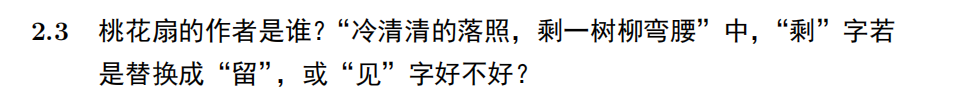 2.3 桃花扇的作者是谁？“冷清清的落照，剩一树柳弯腰”中，“剩”字若
是替换成“留”，或“见”字好不好？